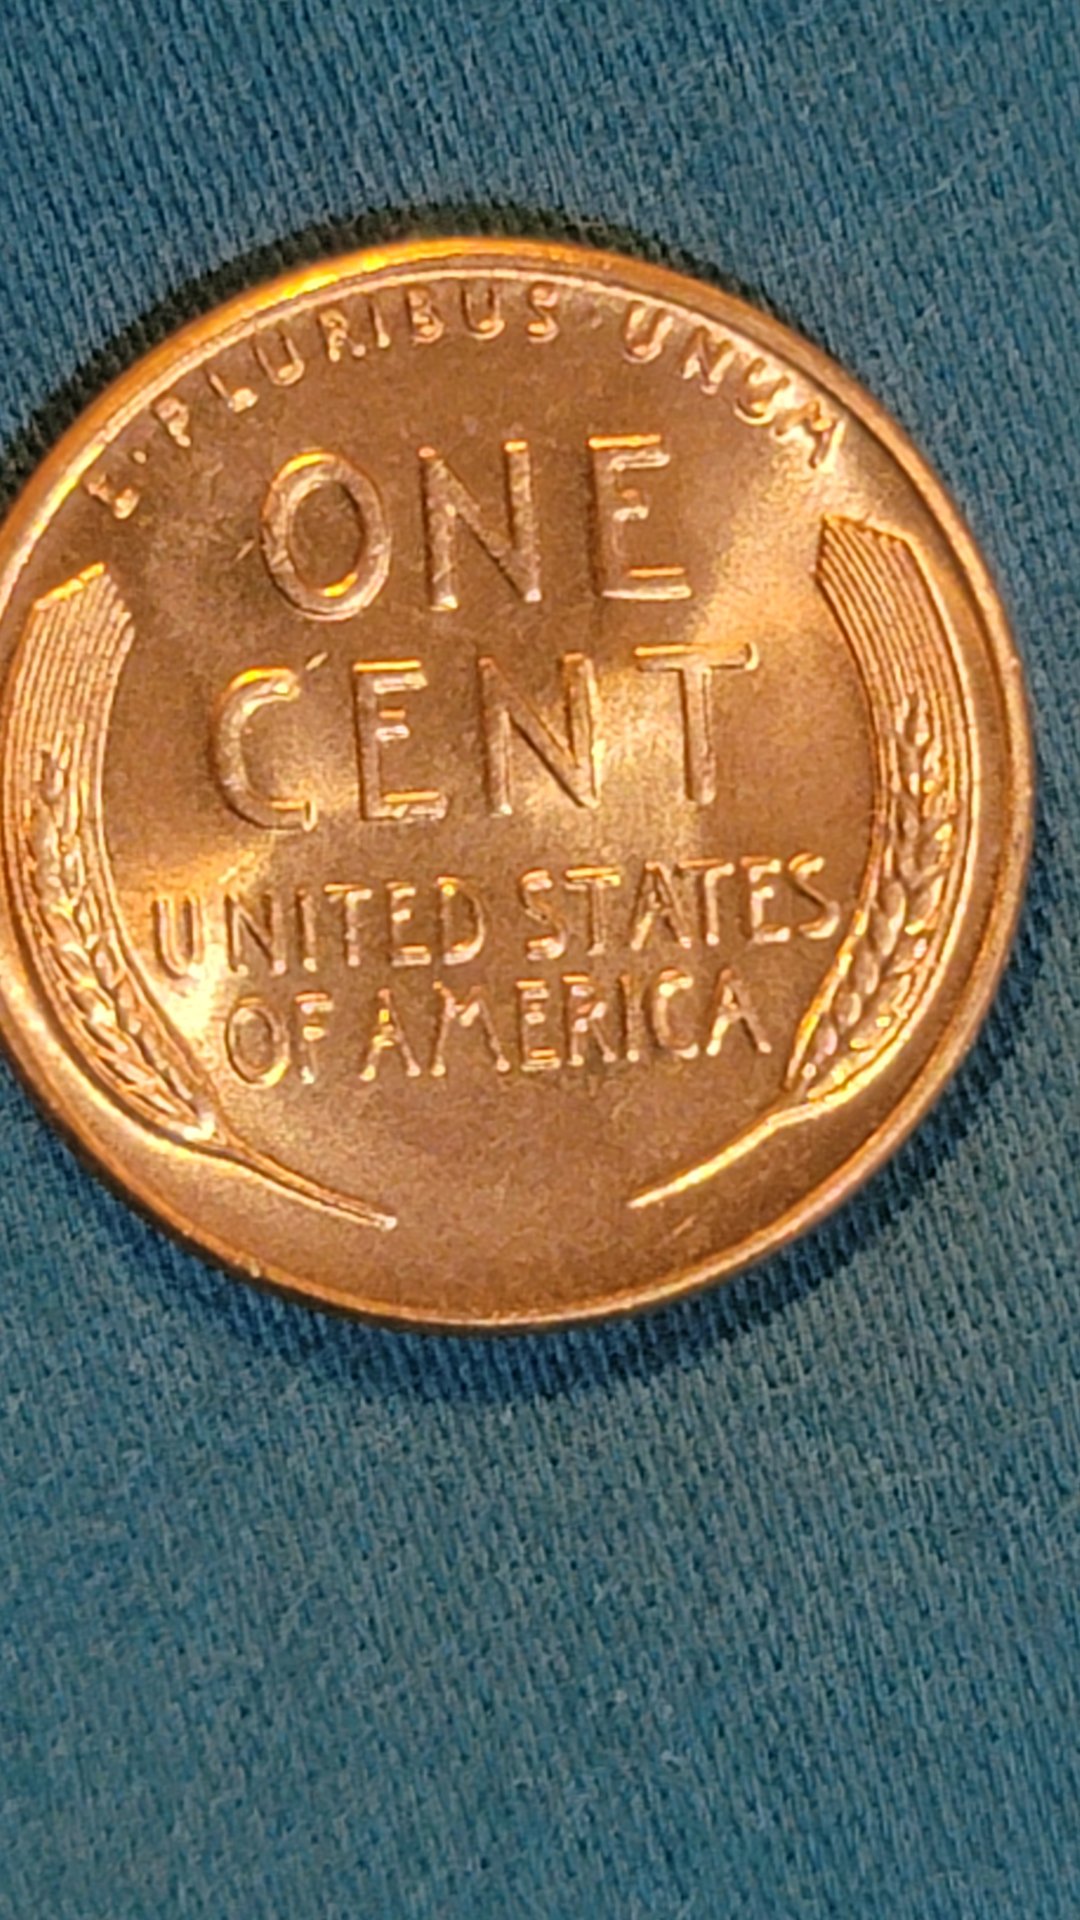 E·PLURIBUS·UNUM
ONE
CENT
UNITED STATES
OF AMERICA